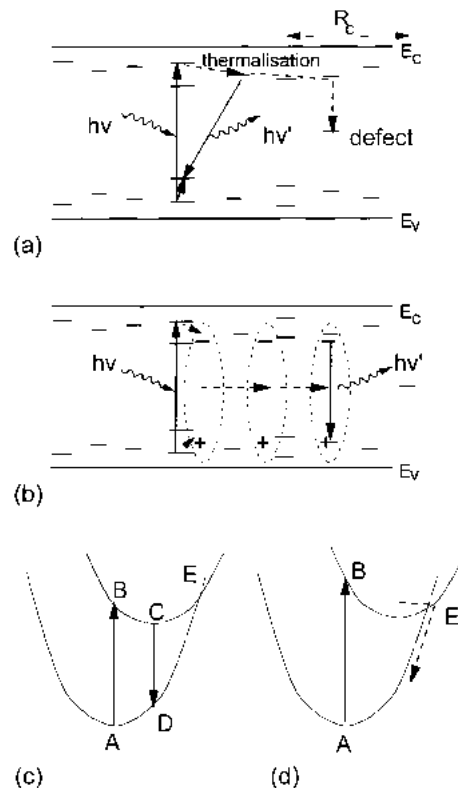 R_c
E_c
thermalisation
hν
hν'
defect
E_v
(a)
E_c
hν
hν'
+ + +
E_v
(b)
B
C
E
A
D
(c)
B
E
A
(d)